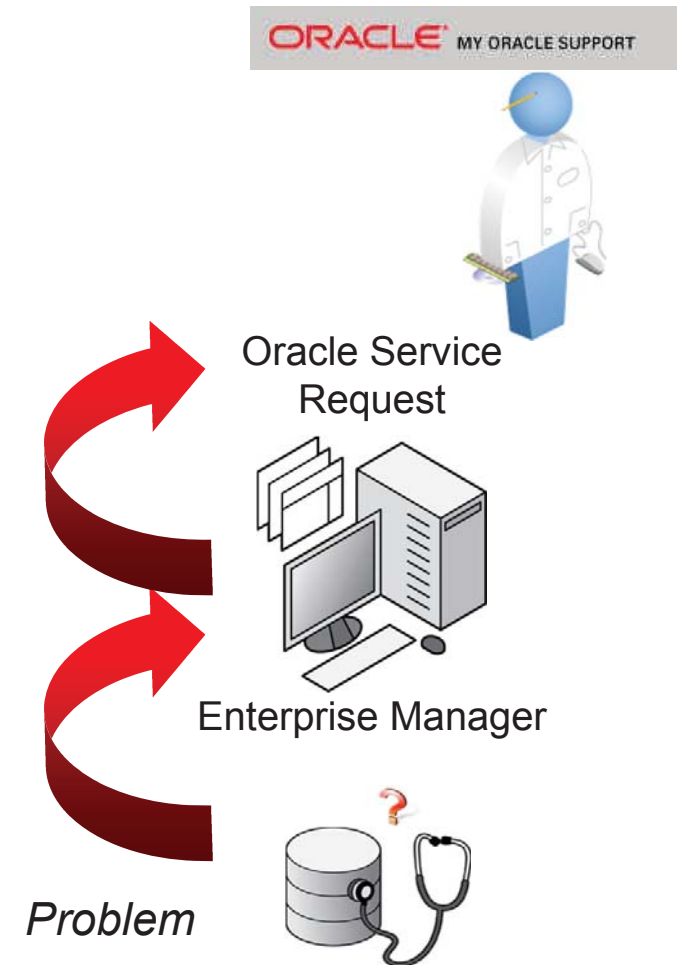 ORACLE® MY ORACLE SUPPORT
Oracle Service
Request
Enterprise Manager
?
Problem